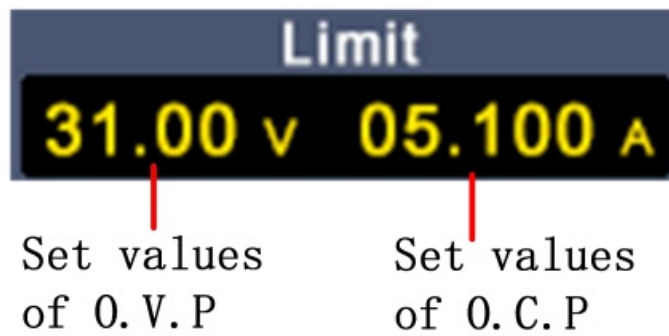 Limit
31.00 V 05.100 A
Set values Set values
of O.V.P of O.C.P